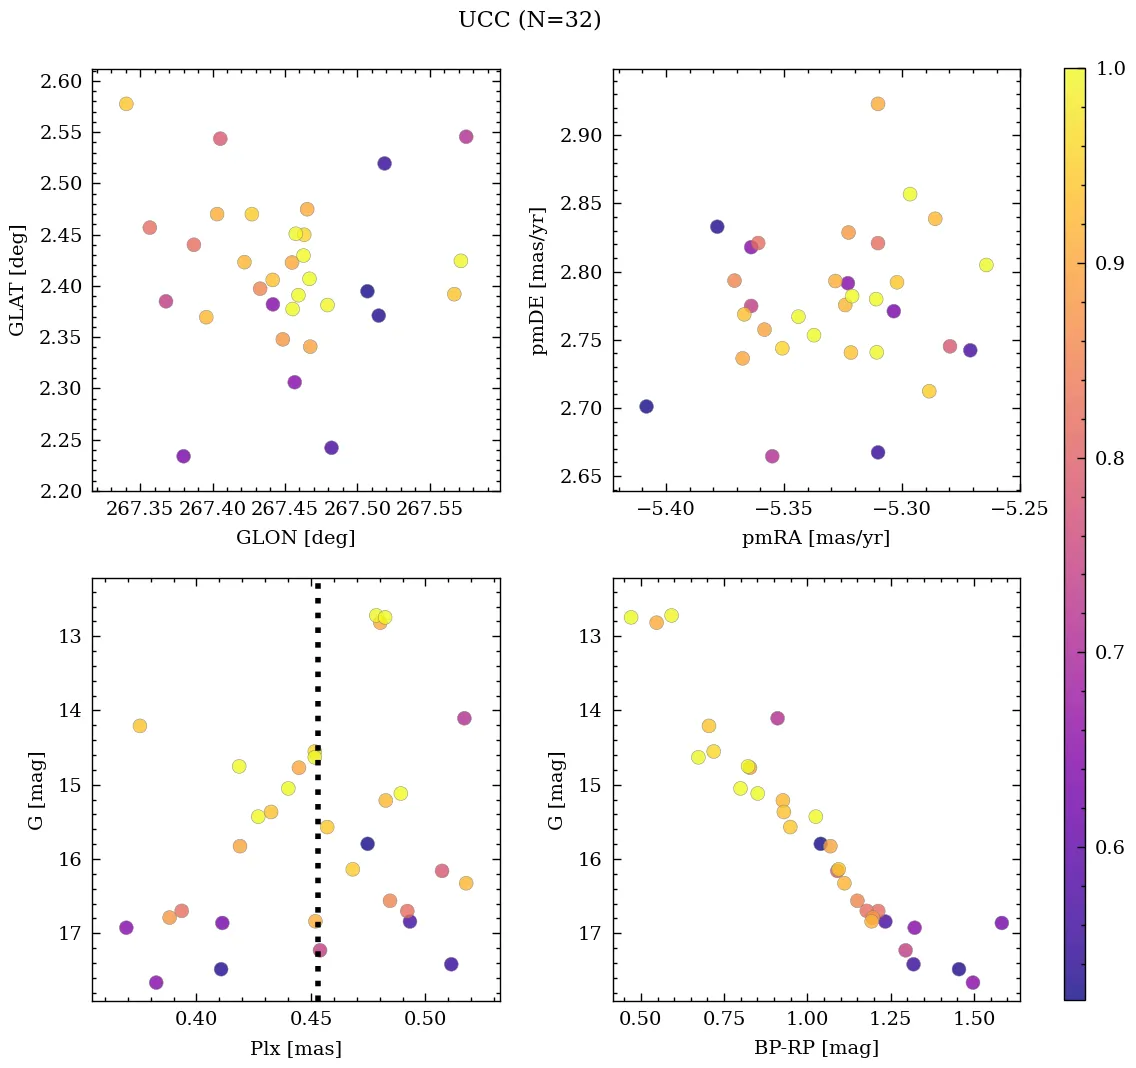 UCC (N=32)
2.60
2.55
2.50
2.45
2.40
2.35
2.30
2.25
2.20
GLAT [deg]
267.35 267.40 267.45 267.50 267.55
GLON [deg]
2.90
2.85
2.80
2.75
2.70
2.65
pmDE [mas/yr]
−5.40 −5.35 −5.30 −5.25
pmRA [mas/yr]
13
14
15
16
17
G [mag]
0.40 0.45 0.50
Plx [mas]
13
14
15
16
17
G [mag]
0.50 0.75 1.00 1.25 1.50
BP-RP [mag]
1.0
0.9
0.8
0.7
0.6